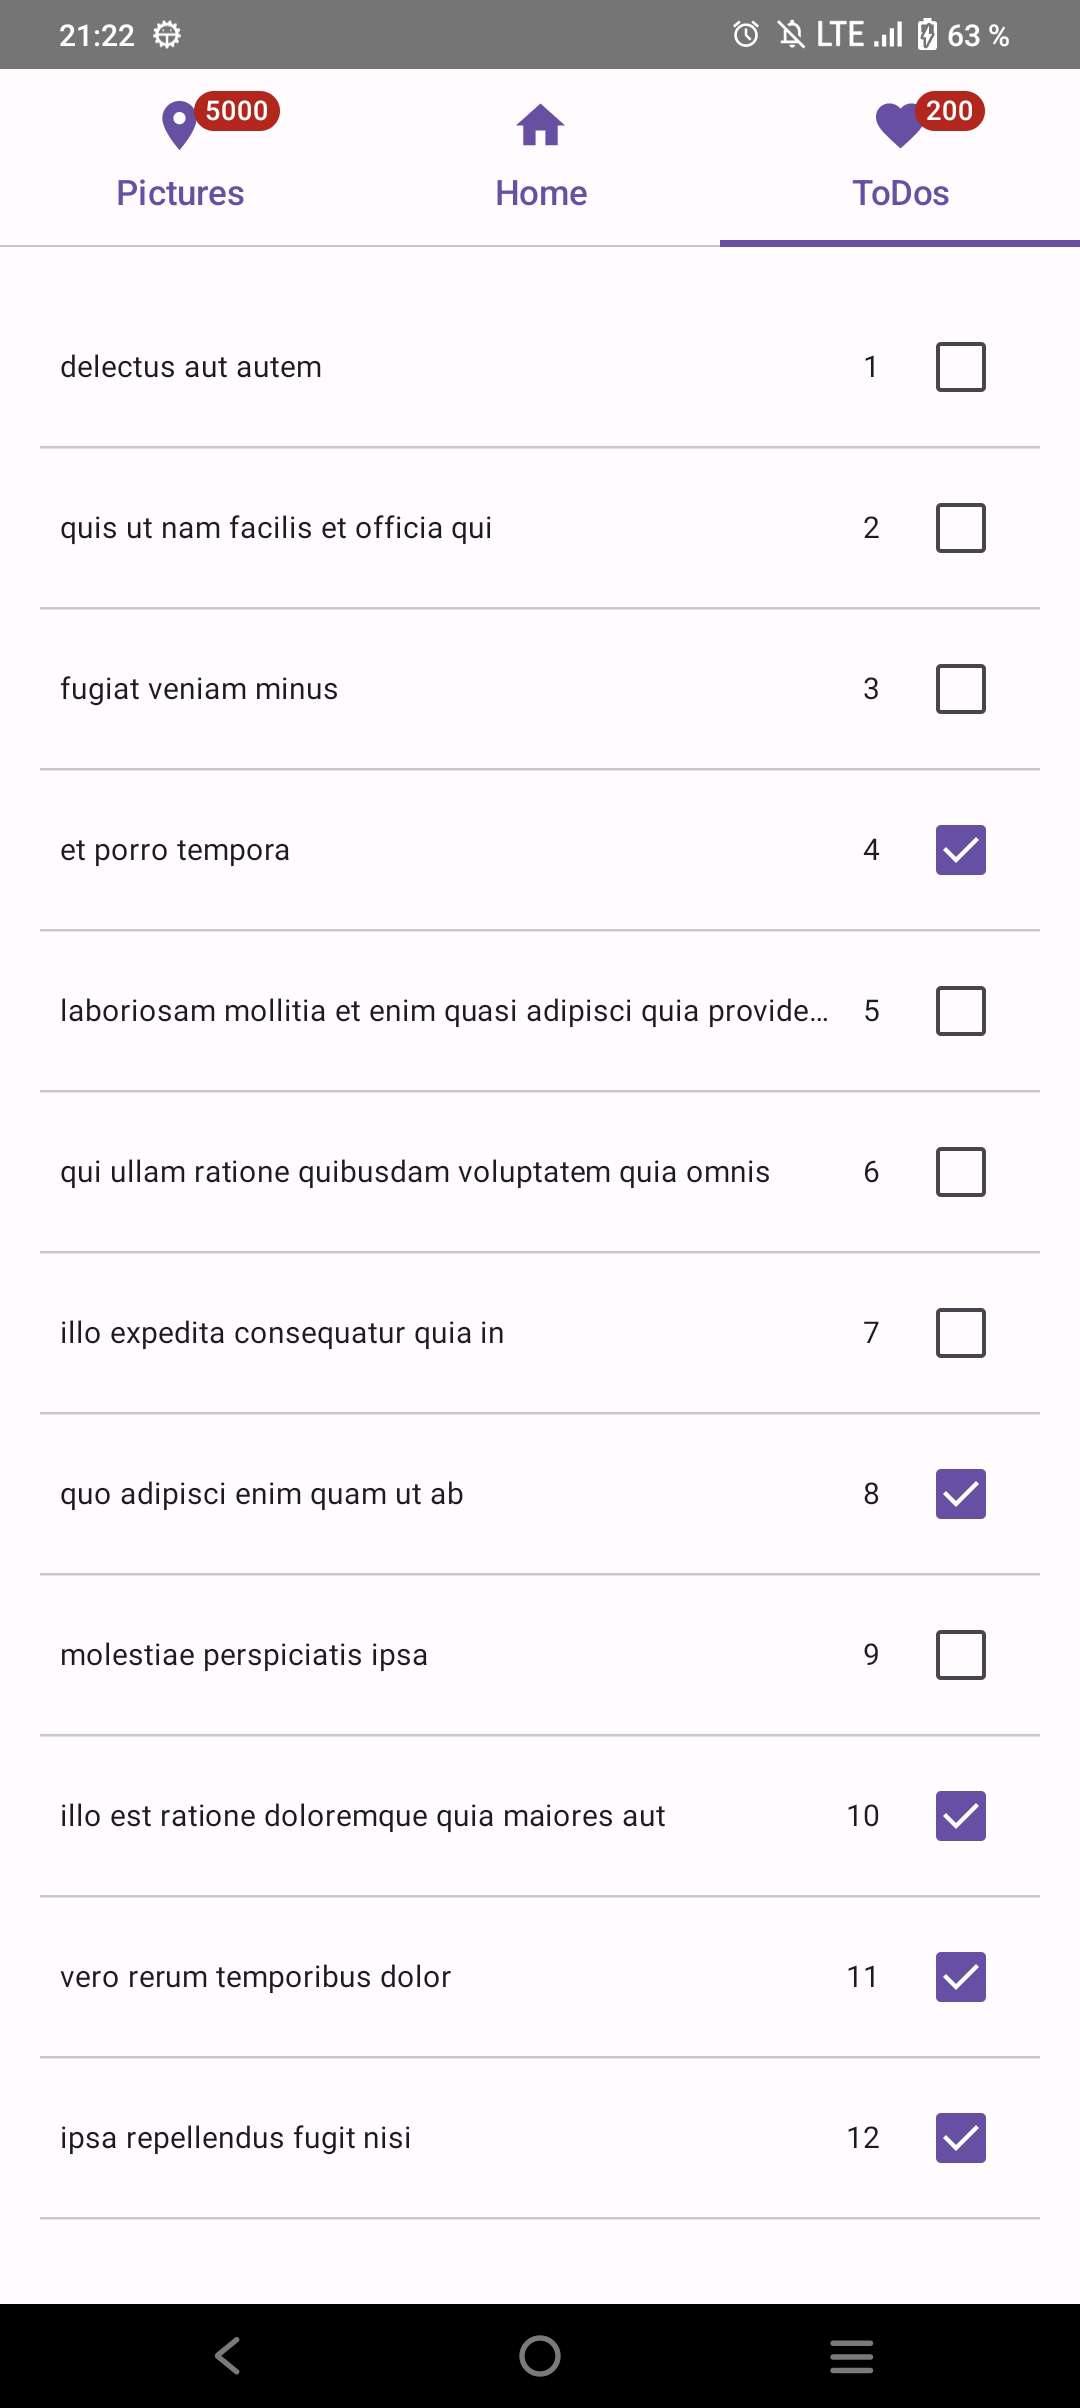 21:22 LTE 63 %
5000 200
Pictures Home ToDos
delectus aut autem 1
quis ut nam facilis et officia qui 2
fugiat veniam minus 3
et porro tempora 4
laboriosam mollitia et enim quasi adipisci quia provide... 5
qui ullam ratione quibusdam voluptatem quia omnis 6
illo expedita consequatur quia in 7
quo adipisci enim quam ut ab 8
molestiae perspiciatis ipsa 9
illo est ratione doloremque quia maiores aut 10
vero rerum temporibus dolor 11
ipsa repellendus fugit nisi 12